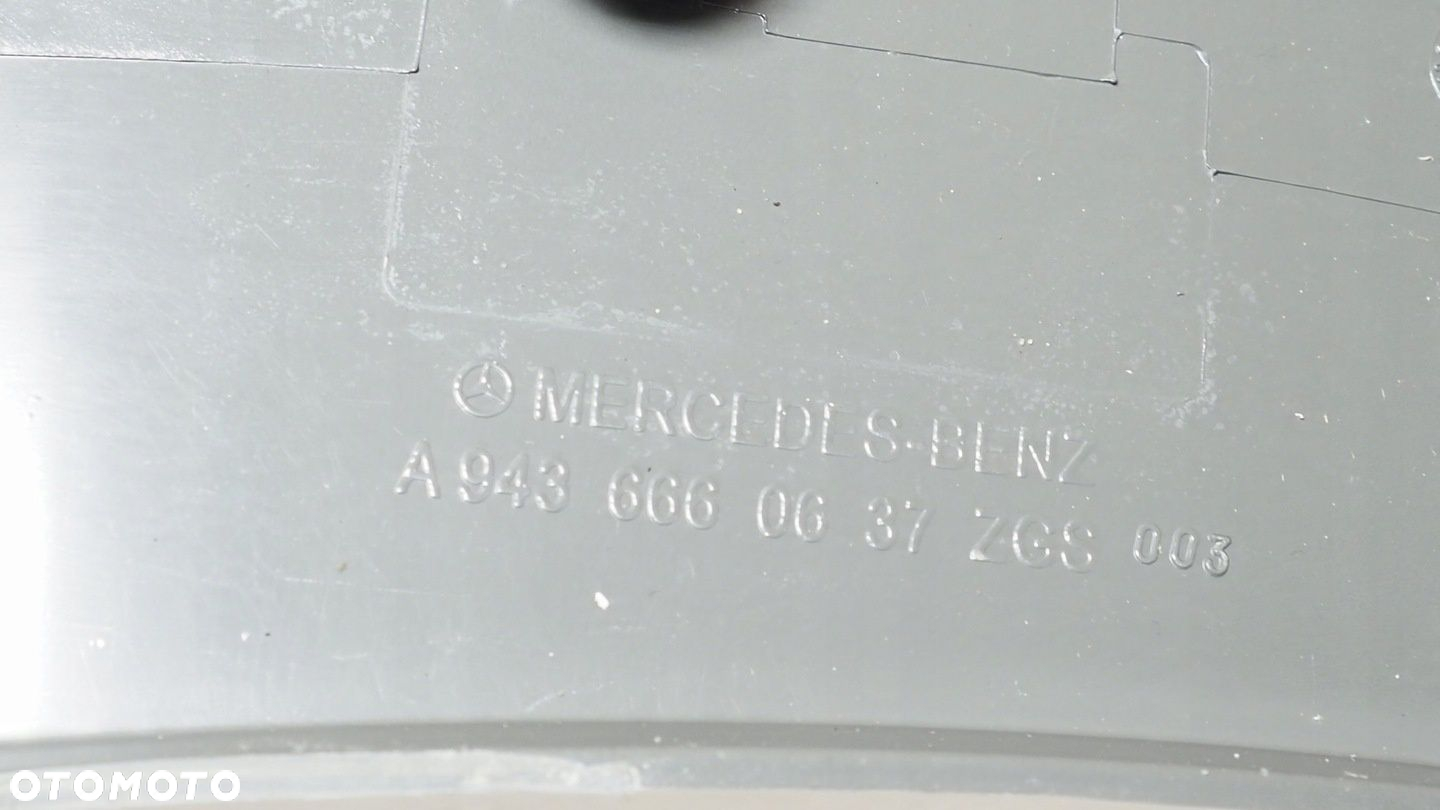 MERCEDES-BENZ
A 943 666 06 37 ZGS 003
OTOMOTO